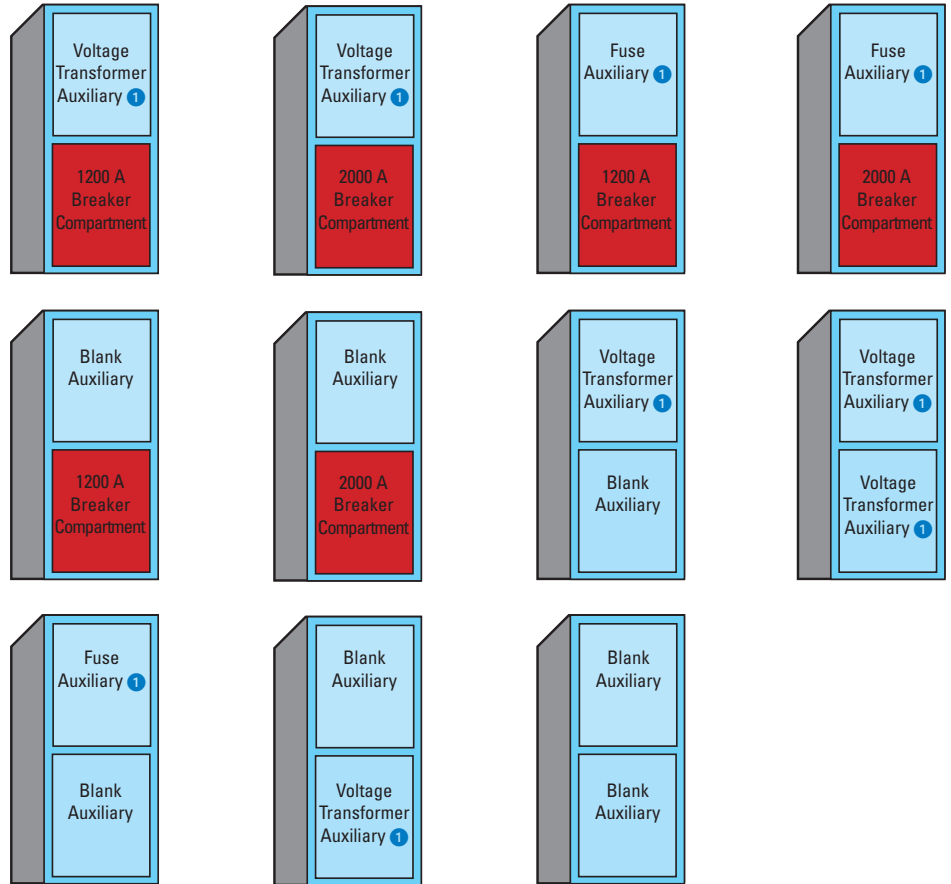 Voltage
Transformer
Auxiliary 1
1200 A
Breaker
Compartment
Voltage
Transformer
Auxiliary 1
2000 A
Breaker
Compartment
Fuse
Auxiliary 1
1200 A
Breaker
Compartment
Fuse
Auxiliary 1
2000 A
Breaker
Compartment
Blank
Auxiliary
1200 A
Breaker
Compartment
Blank
Auxiliary
2000 A
Breaker
Compartment
Voltage
Transformer
Auxiliary 1
Blank
Auxiliary
Voltage
Transformer
Auxiliary 1
Voltage
Transformer
Auxiliary 1
Fuse
Auxiliary 1
Blank
Auxiliary
Blank
Auxiliary
Voltage
Transformer
Auxiliary 1
Blank
Auxiliary
Blank
Auxiliary